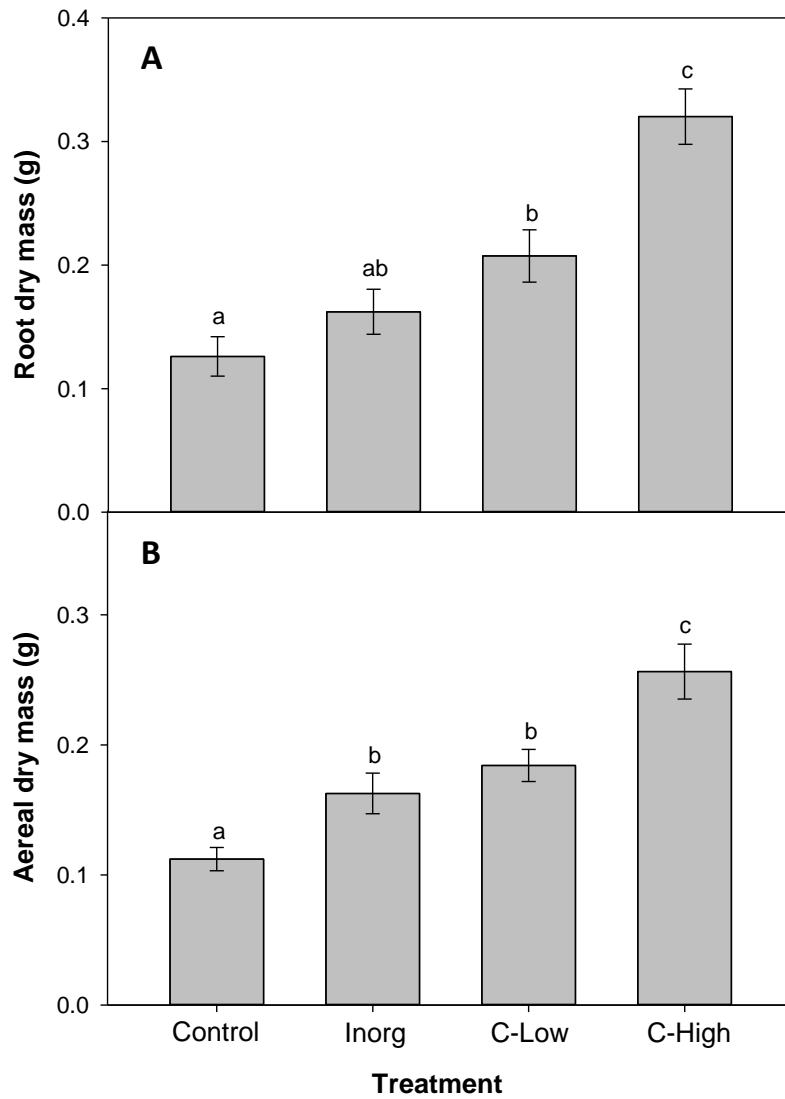 0.4
A
c
0.3
Root dry mass (g)
b
0.2
ab
a
0.1
0.0
B
0.3
c
Aereal dry mass (g)
0.2
b
b
a
0.1
0.0
Control Inorg C-Low C-High
Treatment